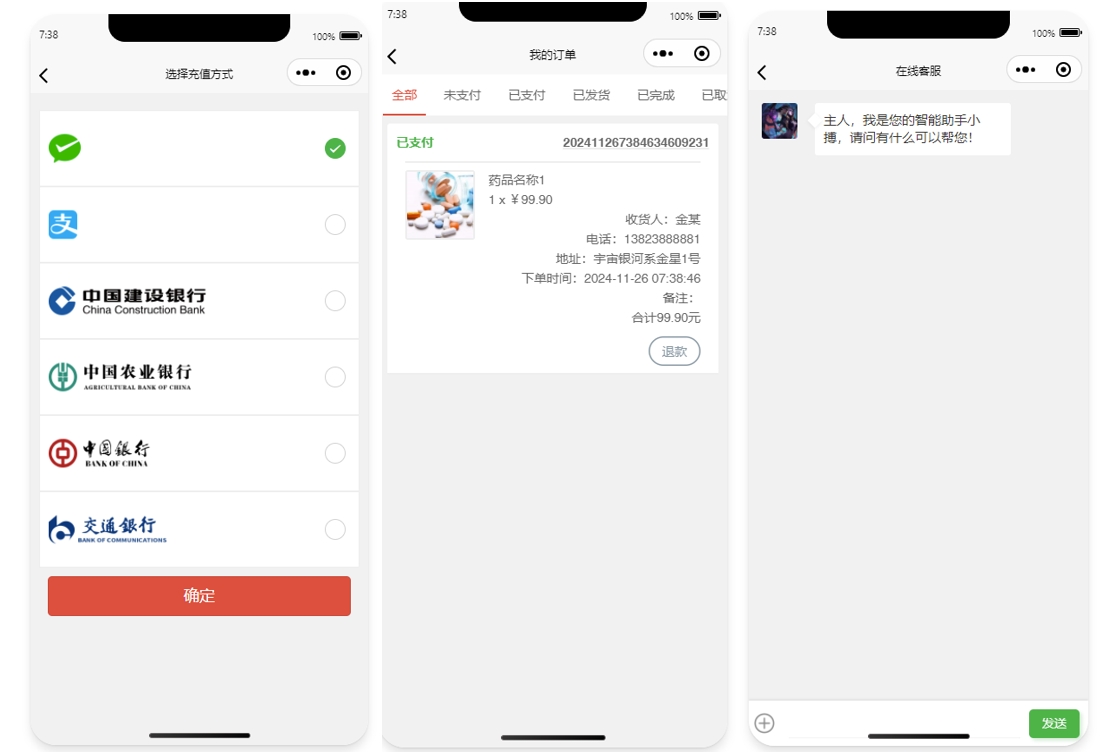 7:38
100%
选择充值方式
支
中国建设银行
China Construction Bank
中国农业银行
AGRICULTURAL BANK OF CHINA
中国銀行
BANK OF CHINA
交通銀行
BANK OF COMMUNICATIONS
确定
7:38
100%
我的订单
全部 未支付 已支付 已发货 已完成 已取
已支付 202411267384634609231
药品名称1
1 x ¥99.90
收货人：金某
电话：13823888881
地址：宇宙银河系金星1号
下单时间：2024-11-26 07:38:46
备注：
合计99.90元
退款
7:38
100%
在线客服
主人，我是您的智能助手小
搏，请问有什么可以帮您！
发送